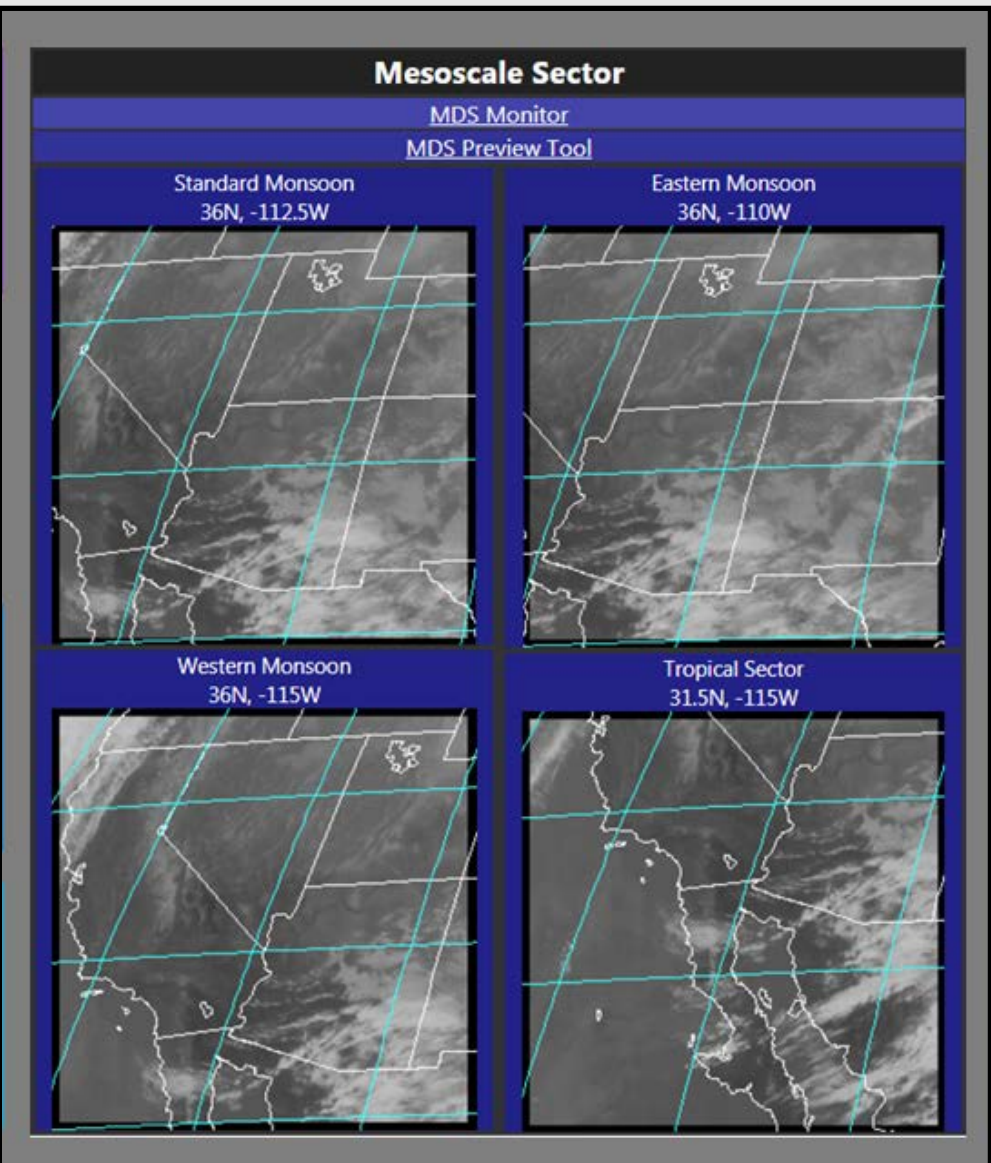 Mesoscale Sector
MDS Monitor
MDS Preview Tool
Standard Monsoon
36N, -112.5W
Eastern Monsoon
36N, -110W
Western Monsoon
36N, -115W
Tropical Sector
31.5N, -115W